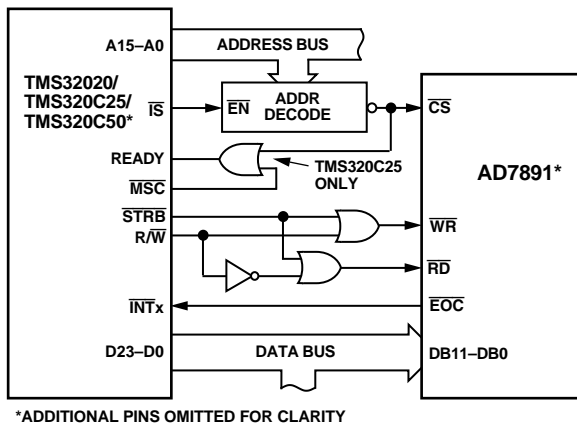 A15–A0
ADDRESS BUS
TMS32020/
TMS320C25/
TMS320C50*
IS
EN
ADDR
DECODE
CS
READY
TMS320C25
ONLY
AD7891*
MSC
STRB
R/W
WR
RD
INTx
EOC
D23–D0
DATA BUS
DB11–DB0
*ADDITIONAL PINS OMITTED FOR CLARITY